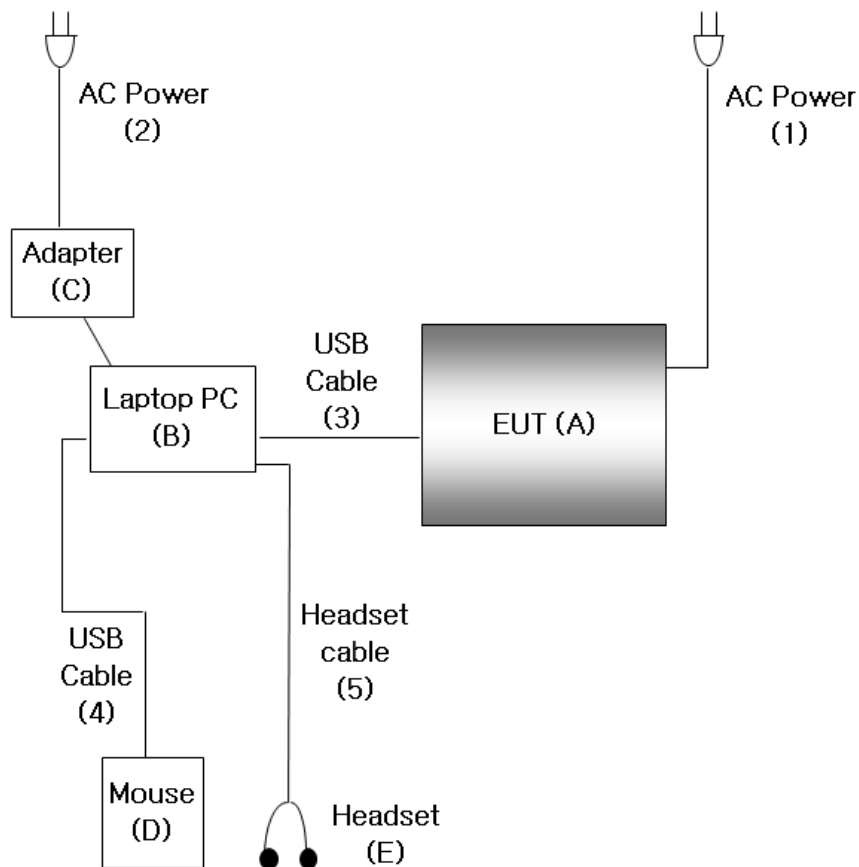 AC Power
(2)
AC Power
(1)
Adapter
(C)
USB
Cable
(3)
Laptop PC
(B)
EUT (A)
USB
Cable
(4)
Headset
cable
(5)
Mouse
(D)
Headset
(E)